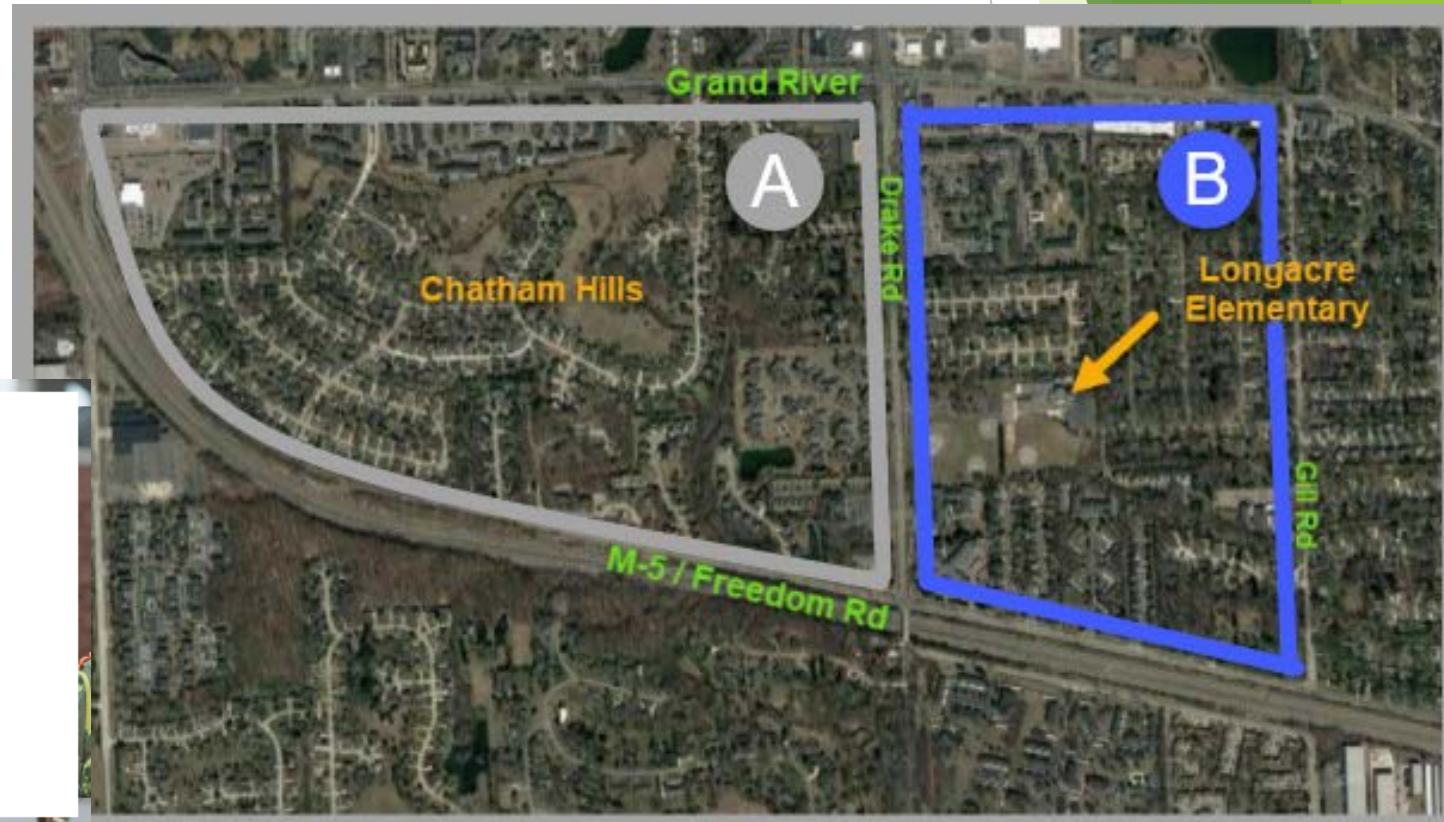 Grand River
A
B
Drake Rd
Longacre
Elementary
Chatham Hills
Gill Rd
M-5 / Freedom Rd